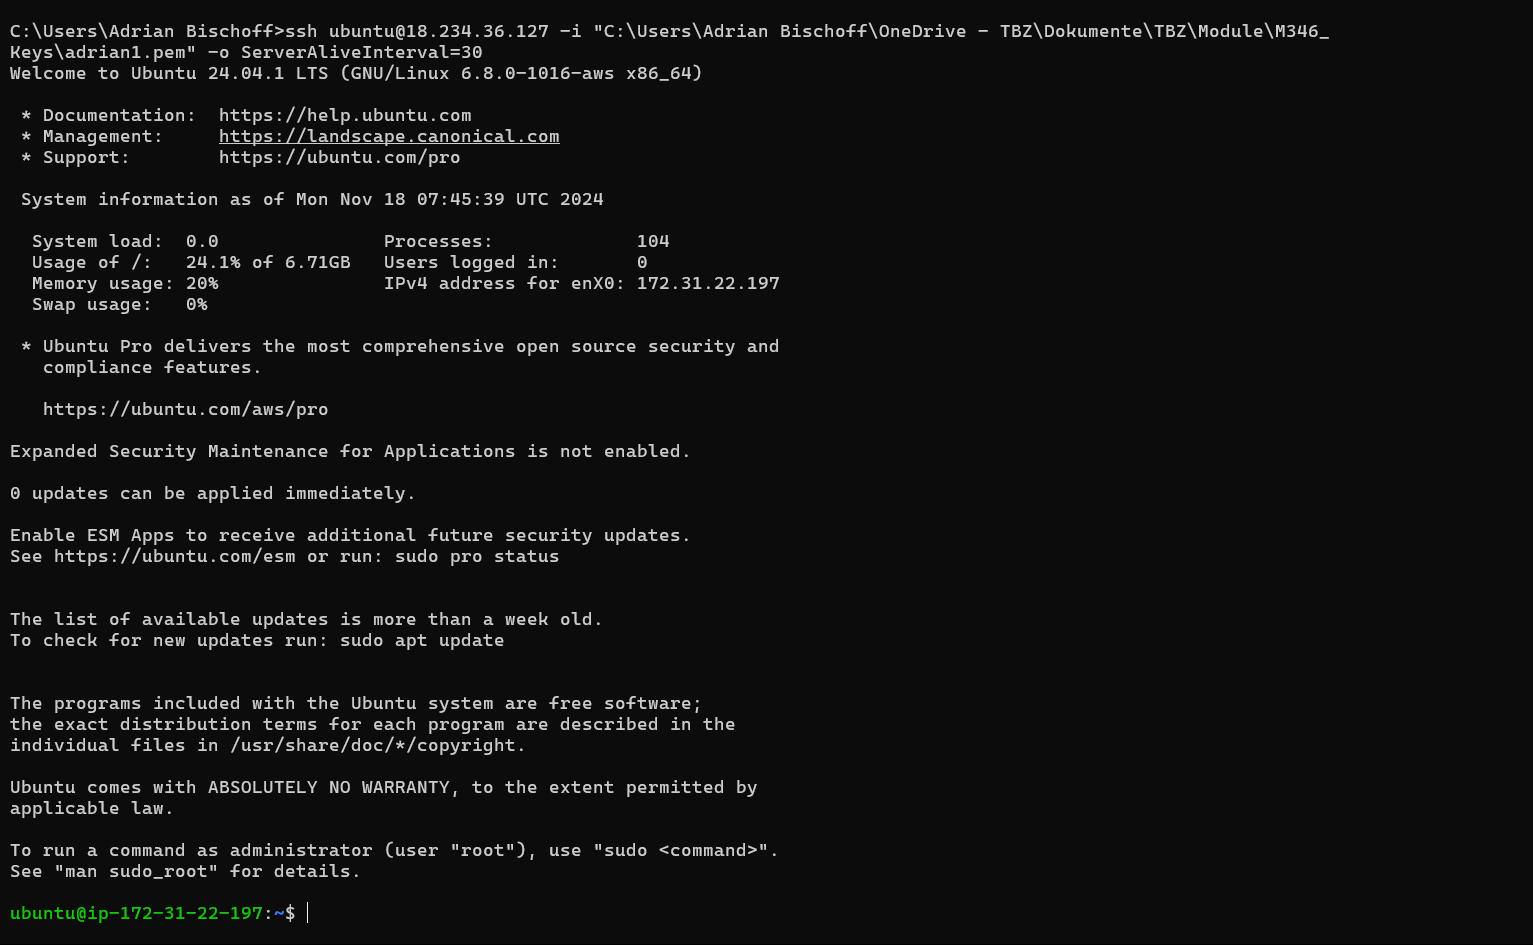 C:\Users\Adrian Bischoff>ssh ubuntu@18.234.36.127 -i "C:\Users\Adrian Bischoff\OneDrive - TBZ\Dokumente\TBZ\Module\M346_
Keys\adrian1.pem" -o ServerAliveInterval=30
Welcome to Ubuntu 24.04.1 LTS (GNU/Linux 6.8.0-1016-aws x86_64)

 * Documentation:  https://help.ubuntu.com
 * Management:     https://landscape.canonical.com
 * Support:        https://ubuntu.com/pro

 System information as of Mon Nov 18 07:45:39 UTC 2024

  System load:  0.0               Processes:             104
  Usage of /:   24.1% of 6.71GB   Users logged in:       0
  Memory usage: 20%               IPv4 address for enX0: 172.31.22.197
  Swap usage:   0%

 * Ubuntu Pro delivers the most comprehensive open source security and
   compliance features.

   https://ubuntu.com/aws/pro

Expanded Security Maintenance for Applications is not enabled.

0 updates can be applied immediately.

Enable ESM Apps to receive additional future security updates.
See https://ubuntu.com/esm or run: sudo pro status


The list of available updates is more than a week old.
To check for new updates run: sudo apt update


The programs included with the Ubuntu system are free software;
the exact distribution terms for each program are described in the
individual files in /usr/share/doc/*/copyright.

Ubuntu comes with ABSOLUTELY NO WARRANTY, to the extent permitted by
applicable law.

To run a command as administrator (user "root"), use "sudo <command>".
See "man sudo_root" for details.

ubuntu@ip-172-31-22-197:~$